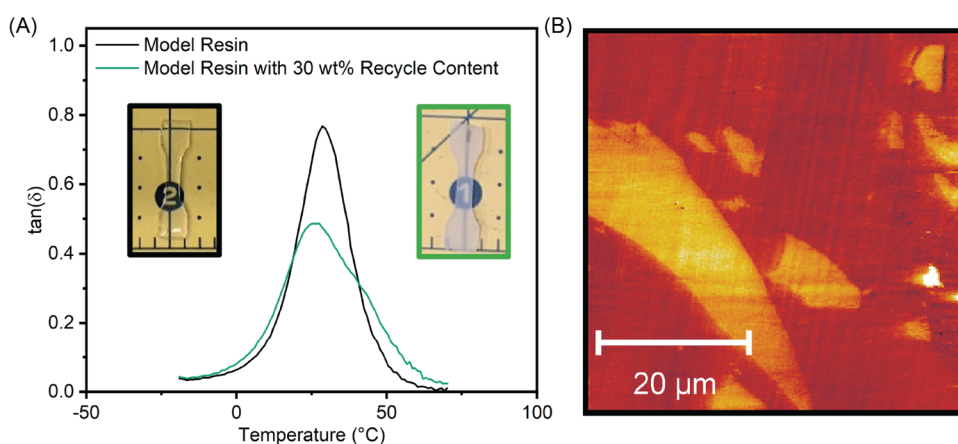 (A)
Model Resin
Model Resin with 30 wt% Recycle Content
tan(δ)
1.0
0.8
0.6
0.4
0.2
0.0
2
1
-50
0
50
100
Temperature (°C)
(B)
20 µm